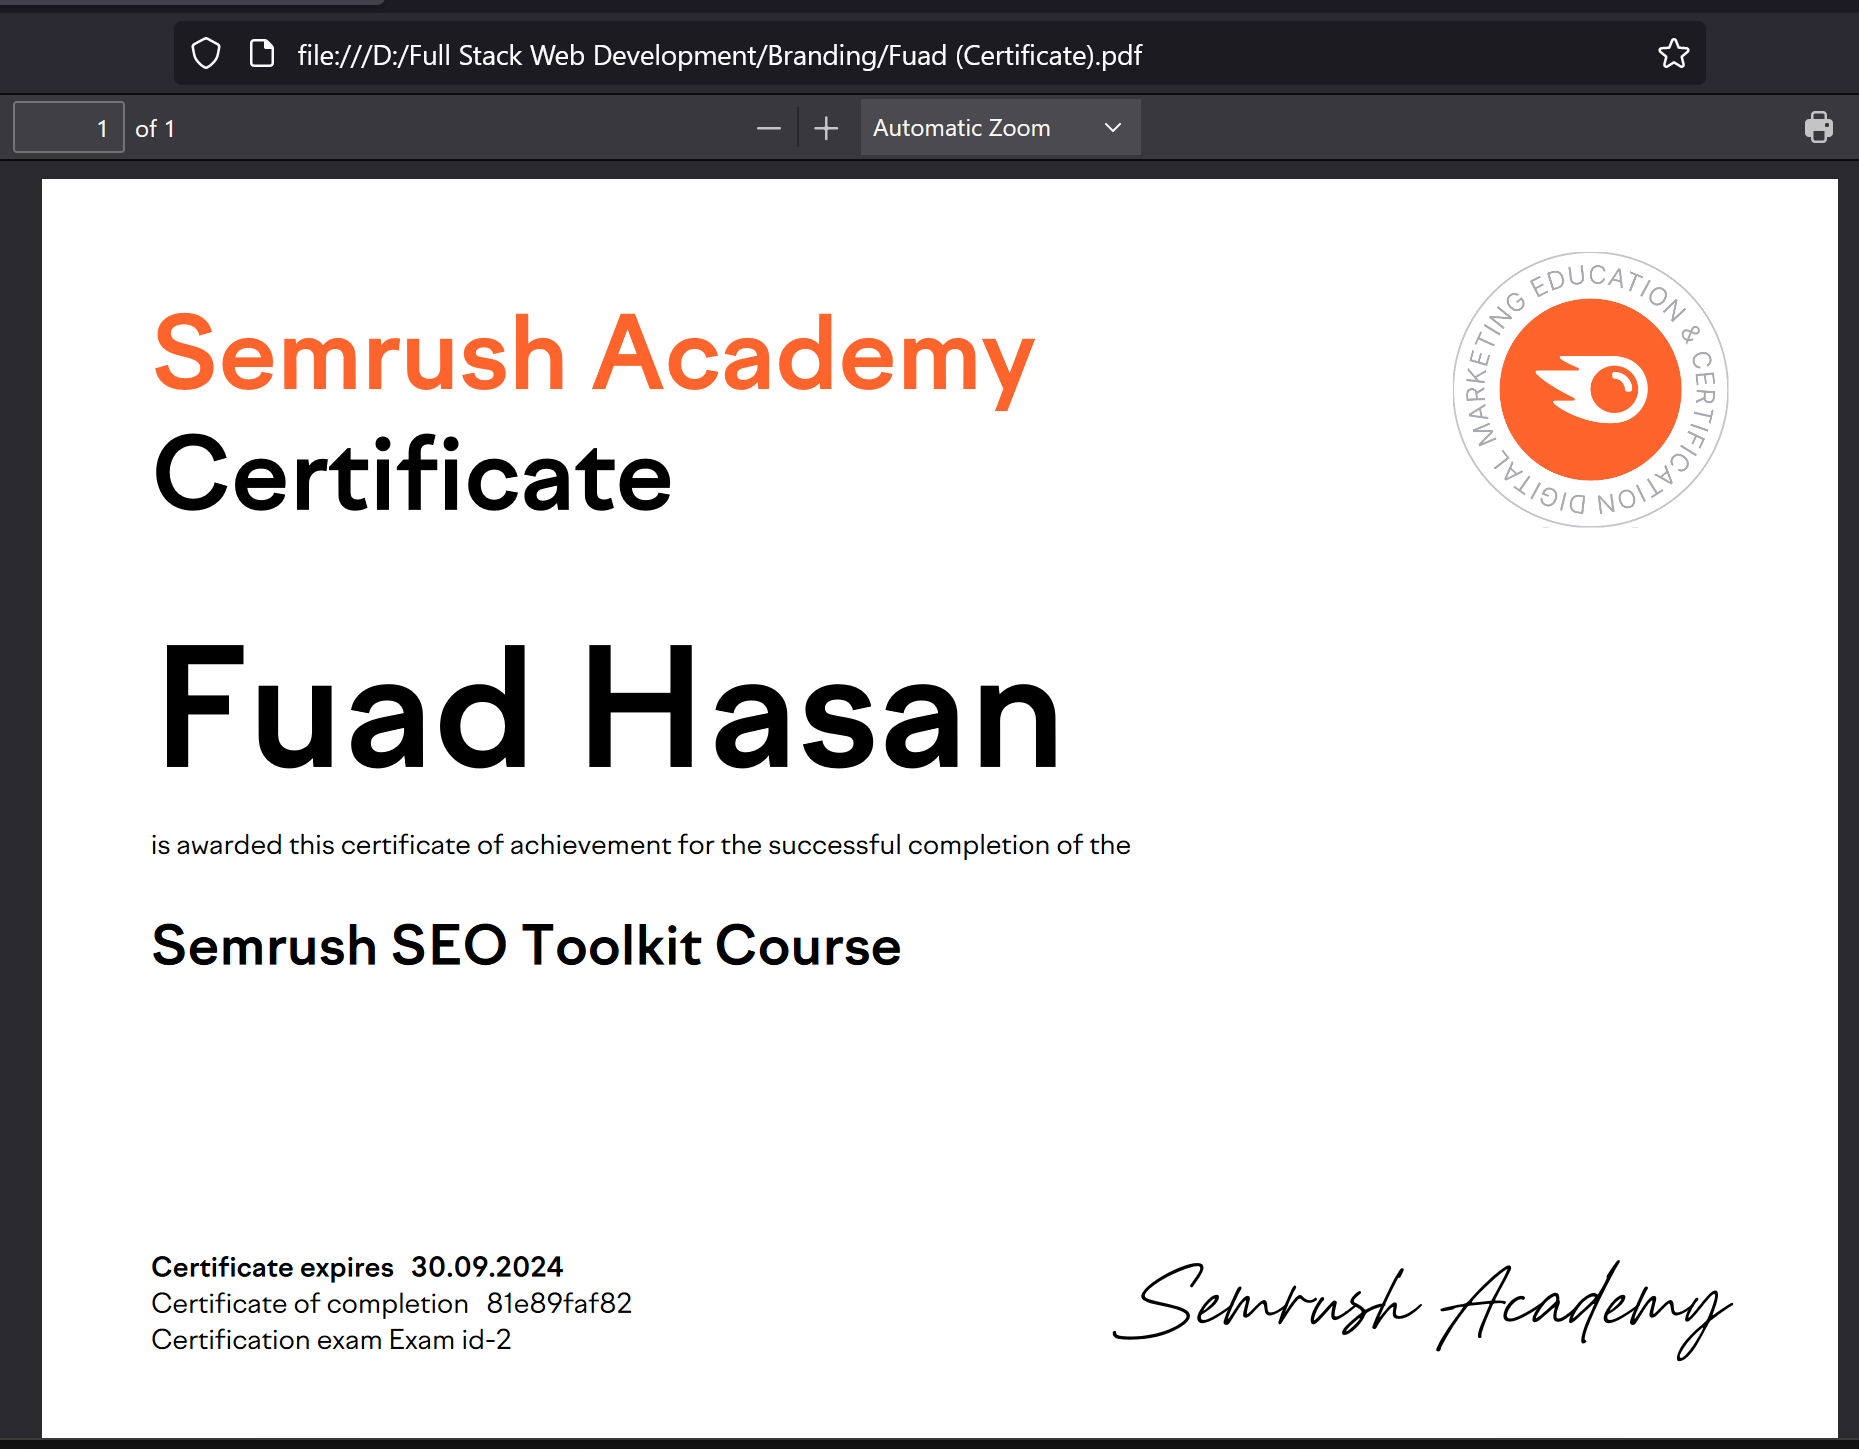 file:///D:/Full Stack Web Development/Branding/Fuad (Certificate).pdf
1 of 1
Automatic Zoom
Semrush Academy
Certificate
DIGITAL MARKETING EDUCATION & CERTIFICATION
Fuad Hasan
is awarded this certificate of achievement for the successful completion of the
Semrush SEO Toolkit Course
Certificate expires 30.09.2024
Certificate of completion 81e89faf82
Certification exam Exam id-2
Semrush Academy